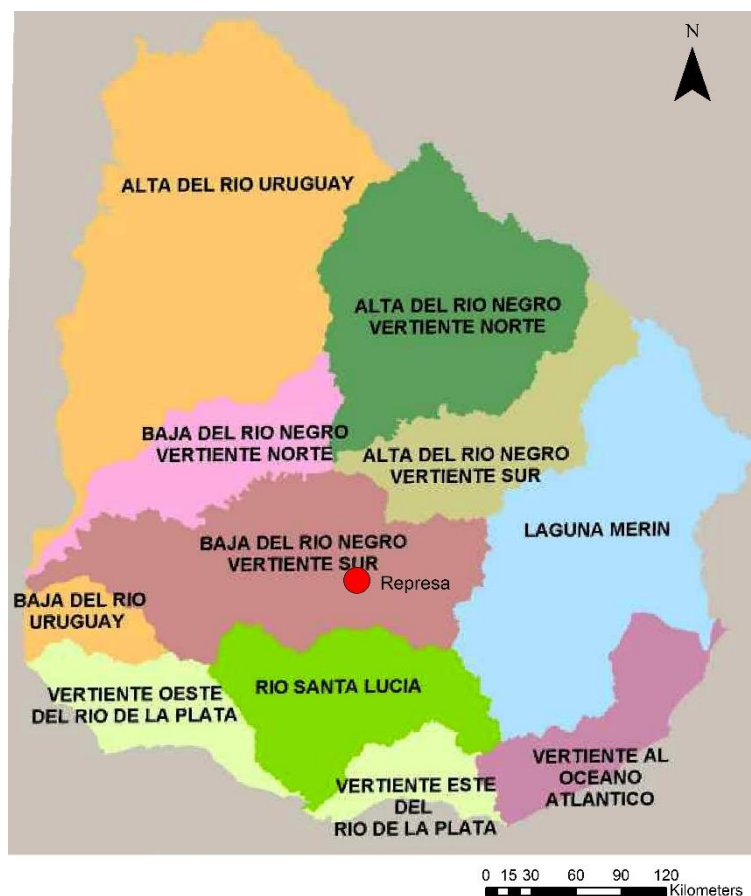 N
ALTA DEL RIO URUGUAY
ALTA DEL RIO NEGRO
VERTIENTE NORTE
BAJA DEL RIO NEGRO
VERTIENTE NORTE
ALTA DEL RIO NEGRO
VERTIENTE SUR
LAGUNA MERIN
BAJA DEL RIO NEGRO
VERTIENTE SUR
Represa
BAJA DEL RIO
URUGUAY
RIO SANTA LUCIA
VERTIENTE OESTE
DEL RIO DE LA PLATA
VERTIENTE AL
OCEANO
ATLANTICO
VERTIENTE ESTE
DEL
RIO DE LA PLATA
0 15 30 60 90 120
Kilometers